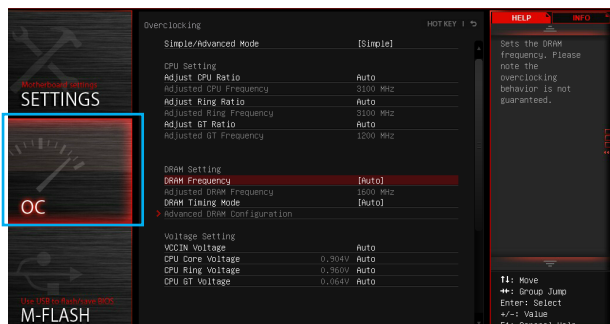 Motherboard settings
SETTINGS
OC
Use USB to flash/save BIOS
M-FLASH
Overclocking
HOT KEY | ↶
Simple/Advanced Mode [Simple]
CPU Setting
Adjust CPU Ratio Auto
Adjusted CPU Frequency 3100 MHz
Adjust Ring Ratio Auto
Adjusted Ring Frequency 3100 MHz
Adjust GT Ratio Auto
Adjusted GT Frequency 1200 MHz
DRAM Setting
DRAM Frequency [Auto]
Adjusted DRAM Frequency 1600 MHz
DRAM Timing Mode [Auto]
> Advanced DRAM Configuration
Voltage Setting
VCCIN Voltage Auto
CPU Core Voltage 0.904V Auto
CPU Ring Voltage 0.960V Auto
CPU GT Voltage 0.064V Auto
HELP INFO
Sets the DRAM
frequency. Please
note the
overclocking
behavior is not
guaranteed.
↑↓: Move
→←: Group Jump
Enter: Select
+/-: Value